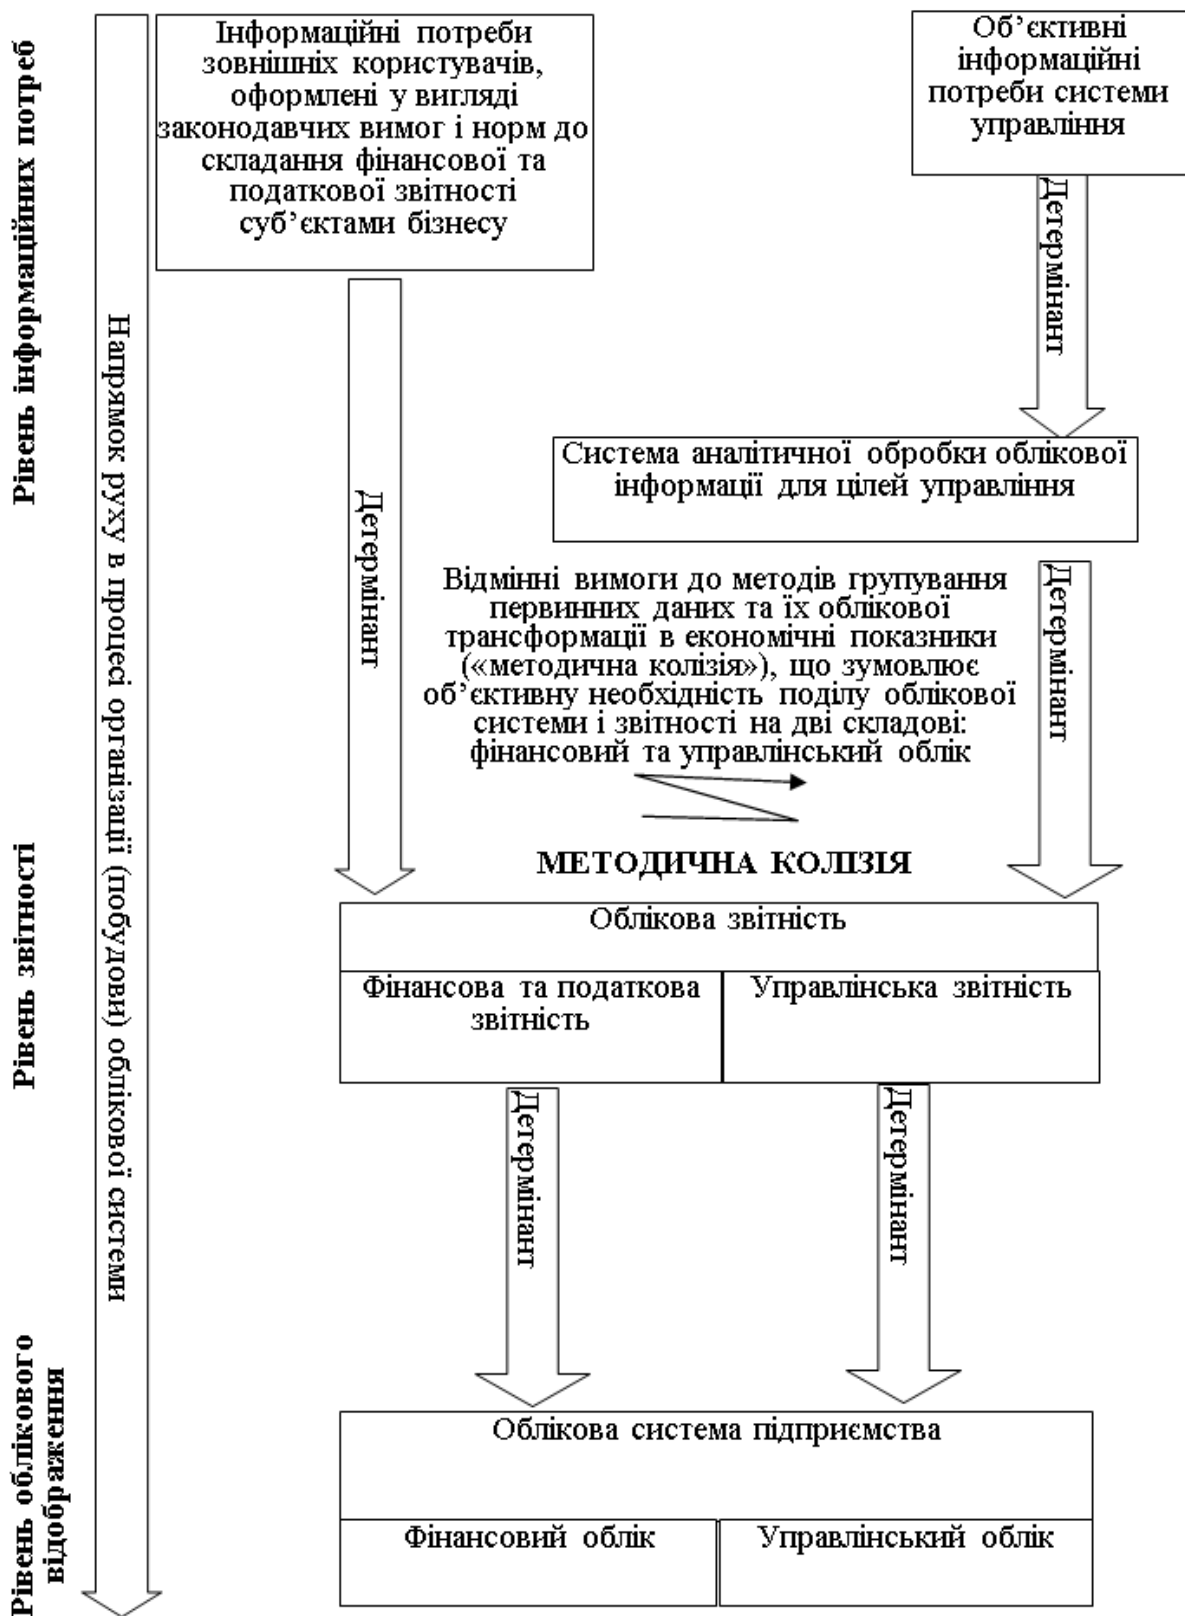 Рівень інформаційних потреб
Напрямок руху в процесі організації (побудови) облікової системи
Інформаційні потреби
зовнішніх користувачів,
оформлені у вигляді
законодавчих вимог і норм до
складання фінансової та
податкової звітності
суб’єктами бізнесу
Об’єктивні
інформаційні
потреби системи
управління
Детермінант
Детермінант
Система аналітичної обробки облікової
інформації для цілей управління
Відмінні вимоги до методів групування
первинних даних та їх облікової
трансформації в економічні показники
(«методична колізія»), що зумовлює
об’єктивну необхідність поділу облікової
системи і звітності на дві складові:
фінансовий та управлінський облік
Детермінант
МЕТОДИЧНА КОЛІЗІЯ
Рівень звітності
Облікова звітність
Фінансова та податкова
звітність
Управлінська звітність
Детермінант
Детермінант
Рівень облікового
відображення
Облікова система підприємства
Фінансовий облік
Управлінський облік